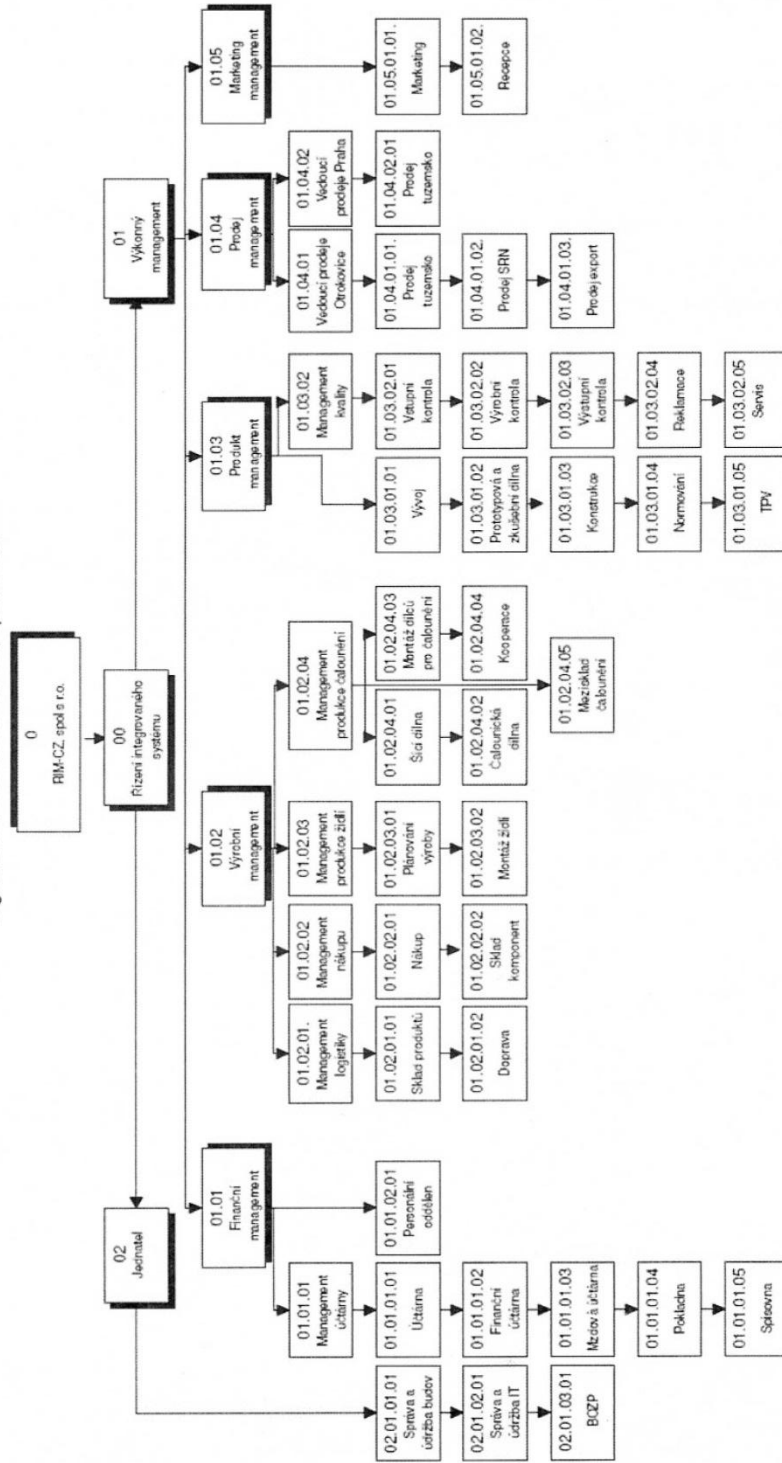 0
RIM-CZ, spol s r.o.
00
Řízení integrovaného
systému
02
Jednatel
01
Výkonný
management
01.01
Finanční
management
01.02
Výrobní
management
01.03
Produkt
management
01.04
Prodej
management
01.05
Marketing
management
01.01.01
Management
účtárny
01.02.01.
Management
logistiky
01.02.02
Management
nákupu
01.02.03
Management
produkce židlí
01.02.04
Management
produkce čalounění
01.03.02
Management
kvality
01.04.01
Vedoucí prodeje
Otrokovice
01.04.02
Vedoucí
prodeje Praha
02.01.01.01
Správa a
údržba budov
01.01.01.01
Účtárna
01.01.02.01
Personální
oddělen
01.02.01.01
Sklad produktů
01.02.02.01
Nákup
01.02.03.01
Plánování
výroby
01.02.04.01
Šicí dílna
01.02.04.03
Montáž dílců
pro čalounění
01.03.01.01
Vývoj
01.03.02.01
Vstupní
kontrola
01.04.01.01.
Prodej
tuzemsko
01.04.02.01
Prodej
tuzemsko
01.05.01.01.
Marketing
02.01.02.01
Správa a
údržba IT
01.01.01.02
Finanční
účtárna
01.02.01.02
Doprava
01.02.02.02
Sklad
komponent
01.02.03.02
Montáž židlí
01.02.04.02
Čalounická
dílna
01.02.04.04
Kooperace
01.03.01.02
Prototypová a
zkušební dílna
01.03.02.02
Výrobní
kontrola
01.04.01.02.
Prodej SRN
01.05.01.02.
Recepce
02.01.03.01
BOZP
01.01.01.03
Mzdová účtárna
01.02.04.05
Mezisklad
čalounění
01.03.01.03
Konstrukce
01.03.02.03
Výstupní
kontrola
01.04.01.03.
Prodej export
01.01.01.04
Pokladna
01.03.01.04
Normování
01.03.02.04
Reklamace
01.01.01.05
Spisovna
01.03.01.05
TPV
01.03.02.05
Servis